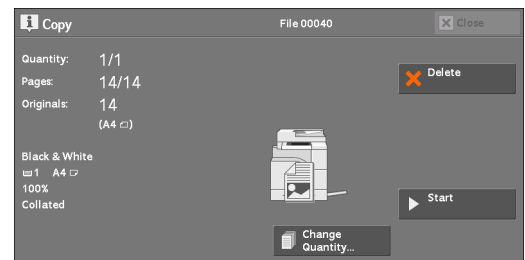 Copy
File 00040
Close
Quantity: 1/1
Pages: 14/14
Originals: 14
(A4)
Delete
Black & White
1 A4
100%
Collated
Start
Change
Quantity...